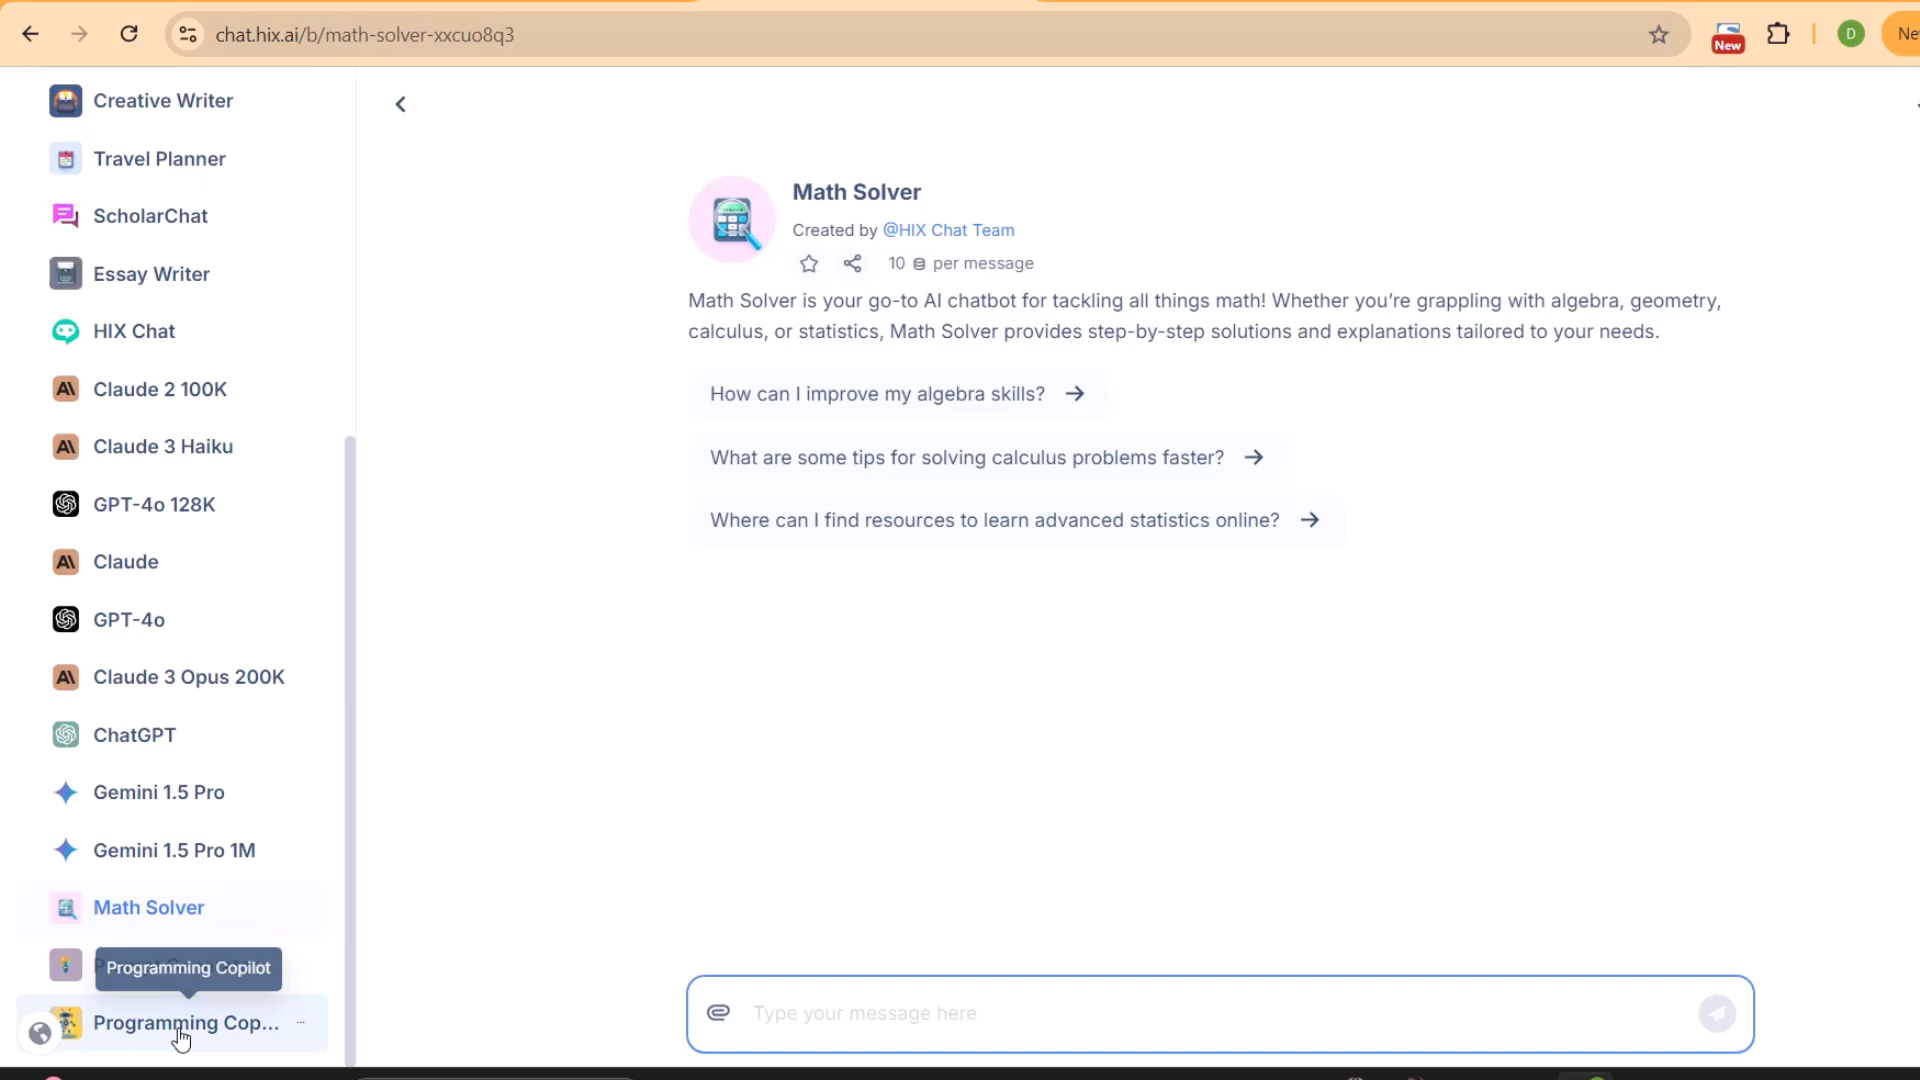 chat.hix.ai/b/math-solver-xxcuo8q3
New
D
Ne
Creative Writer
Travel Planner
ScholarChat
Essay Writer
HIX Chat
Claude 2 100K
Claude 3 Haiku
GPT-4o 128K
Claude
GPT-4o
Claude 3 Opus 200K
ChatGPT
Gemini 1.5 Pro
Gemini 1.5 Pro 1M
Math Solver
Programming Copilot
Programming Cop...
Math Solver
Created by @HIX Chat Team
10 per message
Math Solver is your go-to AI chatbot for tackling all things math! Whether you’re grappling with algebra, geometry,
calculus, or statistics, Math Solver provides step-by-step solutions and explanations tailored to your needs.
How can I improve my algebra skills?
What are some tips for solving calculus problems faster?
Where can I find resources to learn advanced statistics online?
Type your message here